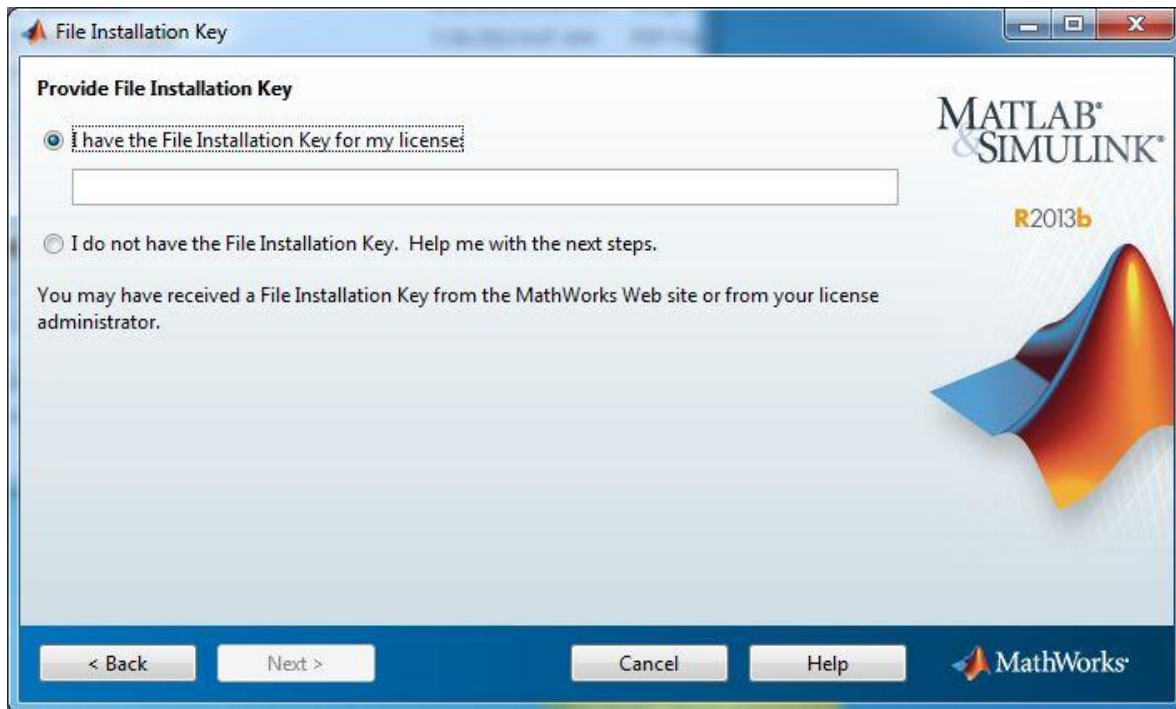 File Installation Key
Provide File Installation Key
I have the File Installation Key for my license:
I do not have the File Installation Key. Help me with the next steps.
You may have received a File Installation Key from the MathWorks Web site or from your license
administrator.
MATLAB®
&SIMULINK®
R2013b
< Back
Next >
Cancel
Help
MathWorks®